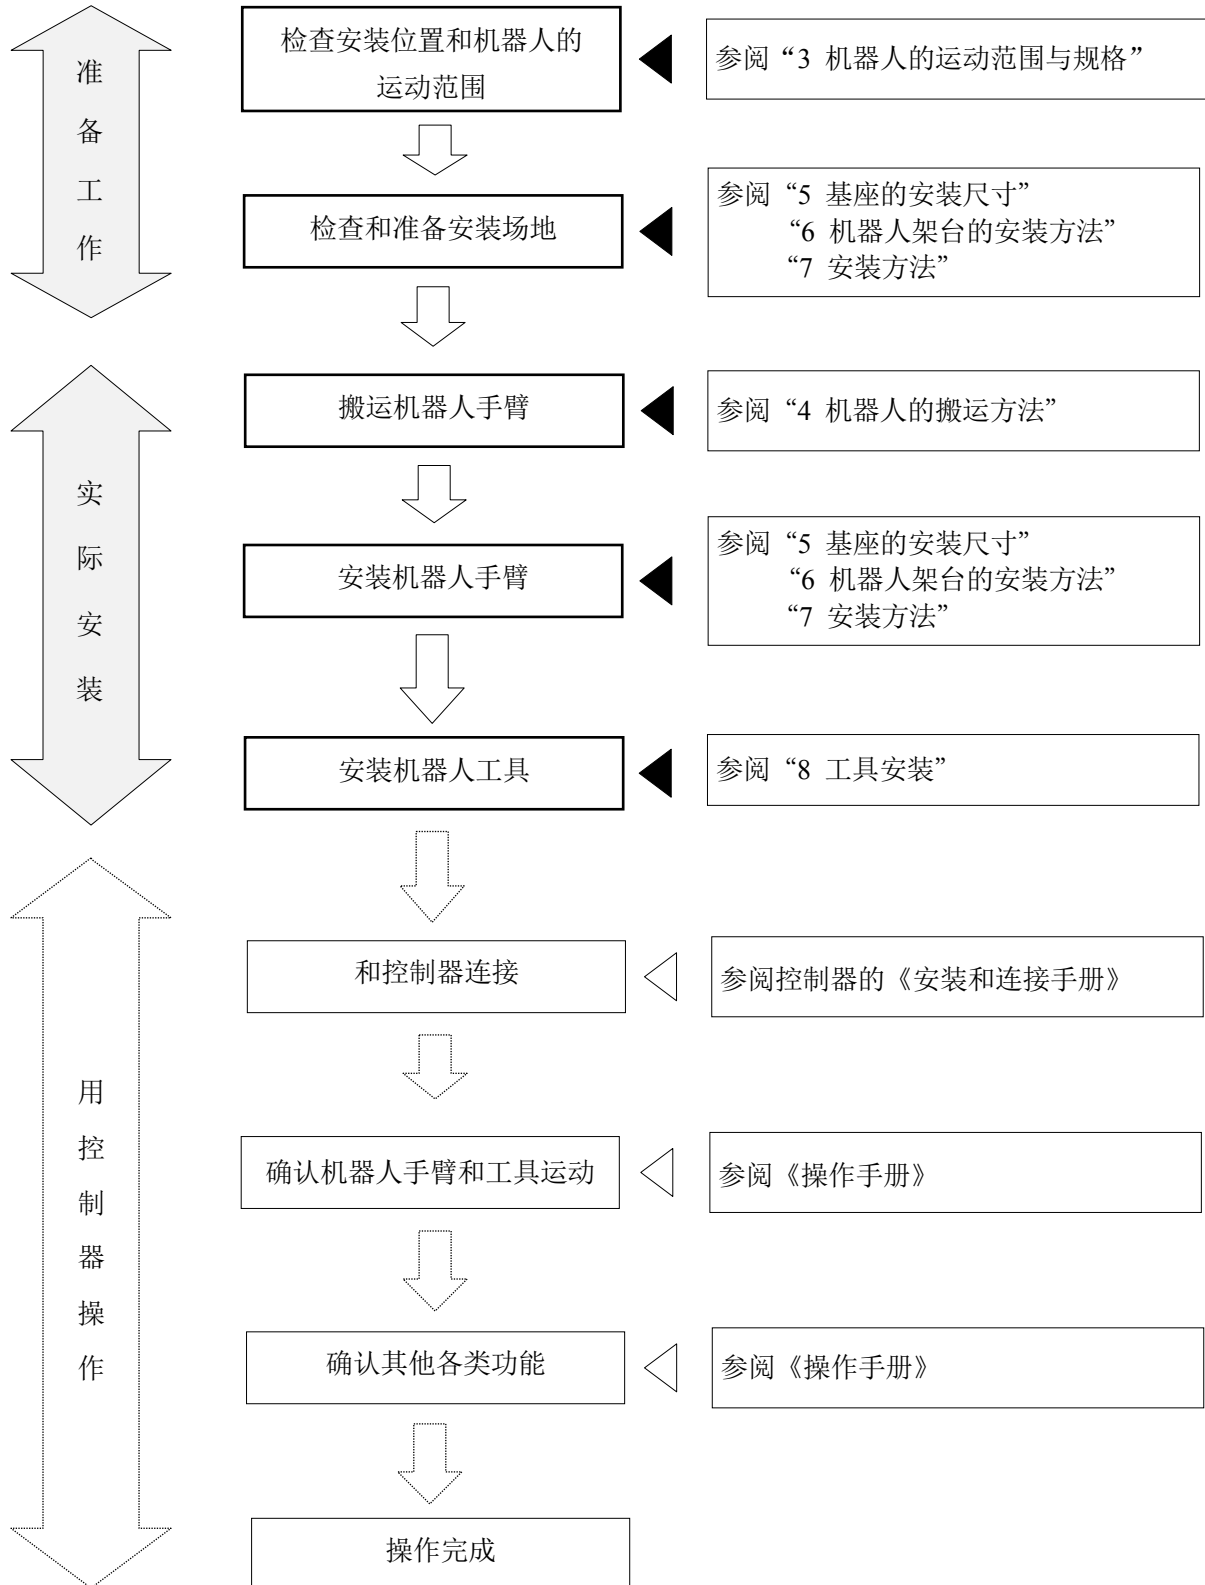 准备工作
检查安装位置和机器人的
运动范围
参阅“3 机器人的运动范围与规格”
检查和准备安装场地
参阅“5 基座的安装尺寸”
“6 机器人架台的安装方法”
“7 安装方法”
实际安装
搬运机器人手臂
参阅“4 机器人的搬运方法”
安装机器人手臂
参阅“5 基座的安装尺寸”
“6 机器人架台的安装方法”
“7 安装方法”
安装机器人工具
参阅“8 工具安装”
用控制器操作
和控制器连接
参阅控制器的《安装和连接手册》
确认机器人手臂和工具运动
参阅《操作手册》
确认其他各类功能
参阅《操作手册》
操作完成